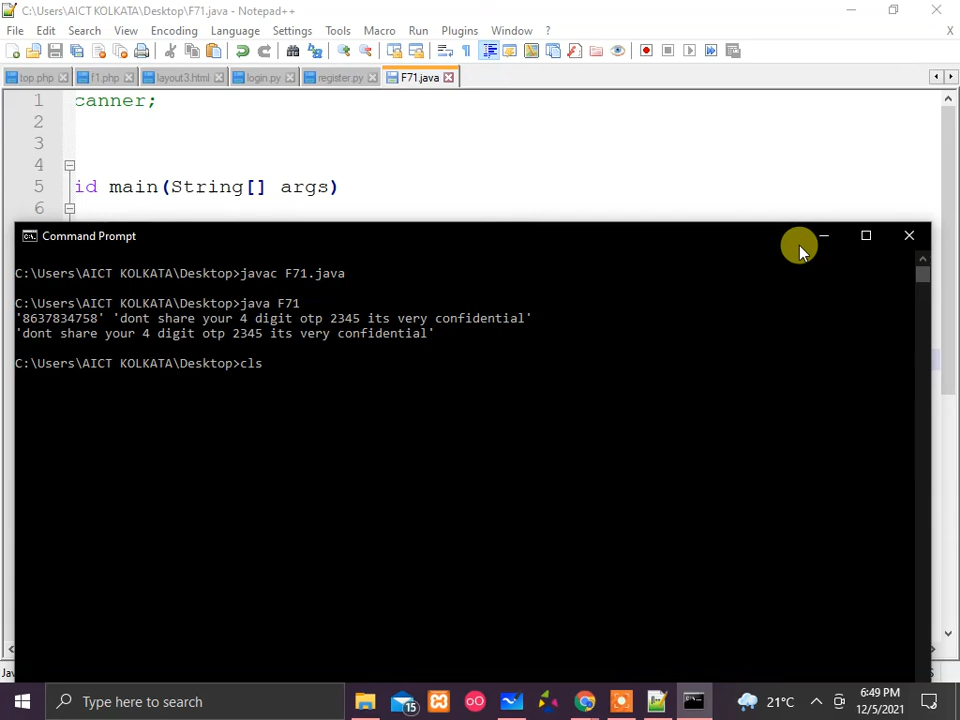 C:\Users\AICT KOLKATA\Desktop\F71.java - Notepad++
File Edit Search View Encoding Language Settings Tools Macro Run Plugins Window ? X
top.php f1.php layout3.html login.py register.py F71.java
1 canner;
2
3
4
5 id main(String[] args)
6
Command Prompt
C:\Users\AICT KOLKATA\Desktop>javac F71.java
C:\Users\AICT KOLKATA\Desktop>java F71
'8637834758' 'dont share your 4 digit otp 2345 its very confidential'
'dont share your 4 digit otp 2345 its very confidential'
C:\Users\AICT KOLKATA\Desktop>cls
Type here to search
15
21°C
6:49 PM
12/5/2021